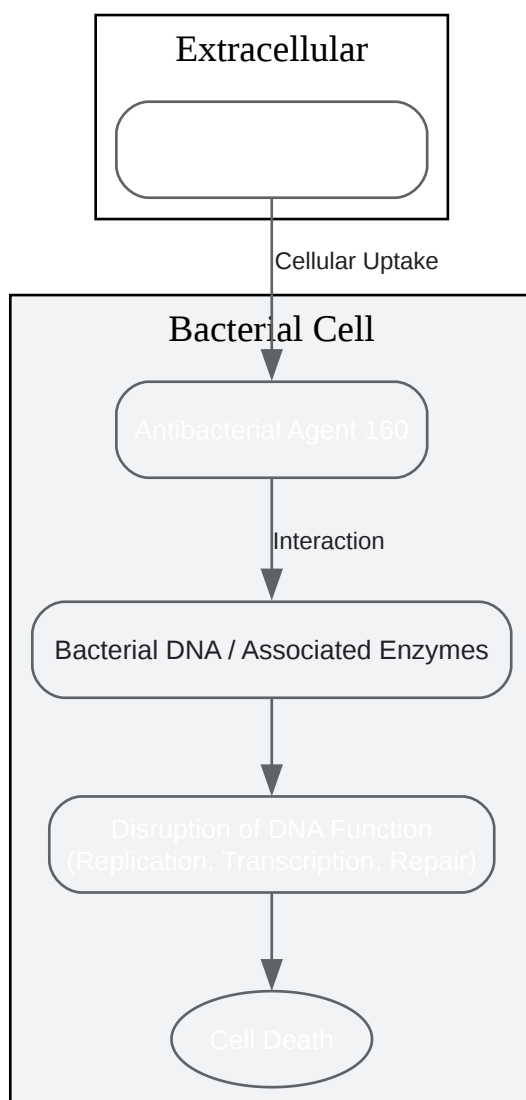 Extracellular
Cellular Uptake
Bacterial Cell
Antibacterial Agent 160
Interaction
Bacterial DNA / Associated Enzymes
Disruption of DNA Function
(Replication, Transcription, Repair)
Cell Death